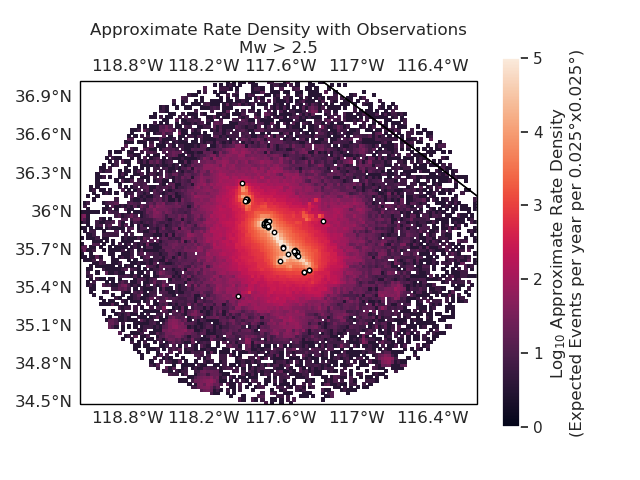 Approximate Rate Density with Observations
Mw > 2.5
118.8°W 118.2°W 117.6°W 117°W 116.4°W
36.9°N
36.6°N
36.3°N
36°N
35.7°N
35.4°N
35.1°N
34.8°N
34.5°N
118.8°W 118.2°W 117.6°W 117°W 116.4°W
5
4
3
2
1
0
Log₁₀ Approximate Rate Density
(Expected Events per year per 0.025°x0.025°)